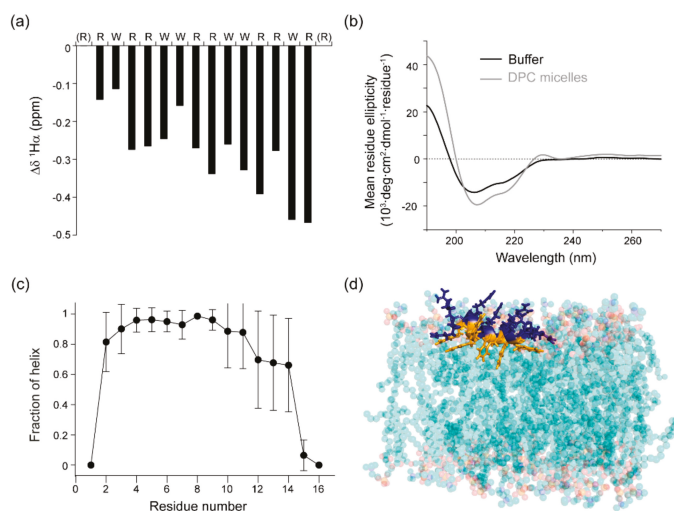 (a)
(R) R W R R W W R R W W R R W R (R)
0
-0.1
-0.2
-0.3
-0.4
-0.5
Δδ ¹Hα (ppm)
(b)
Buffer
DPC micelles
40
20
0
-20
Mean residue ellipticity
(10³·deg·cm²·dmol⁻¹·residue⁻¹)
200 220 240 260
Wavelength (nm)
(c)
1
0.8
0.6
0.4
0.2
0
Fraction of helix
0 2 4 6 8 10 12 14 16
Residue number
(d)